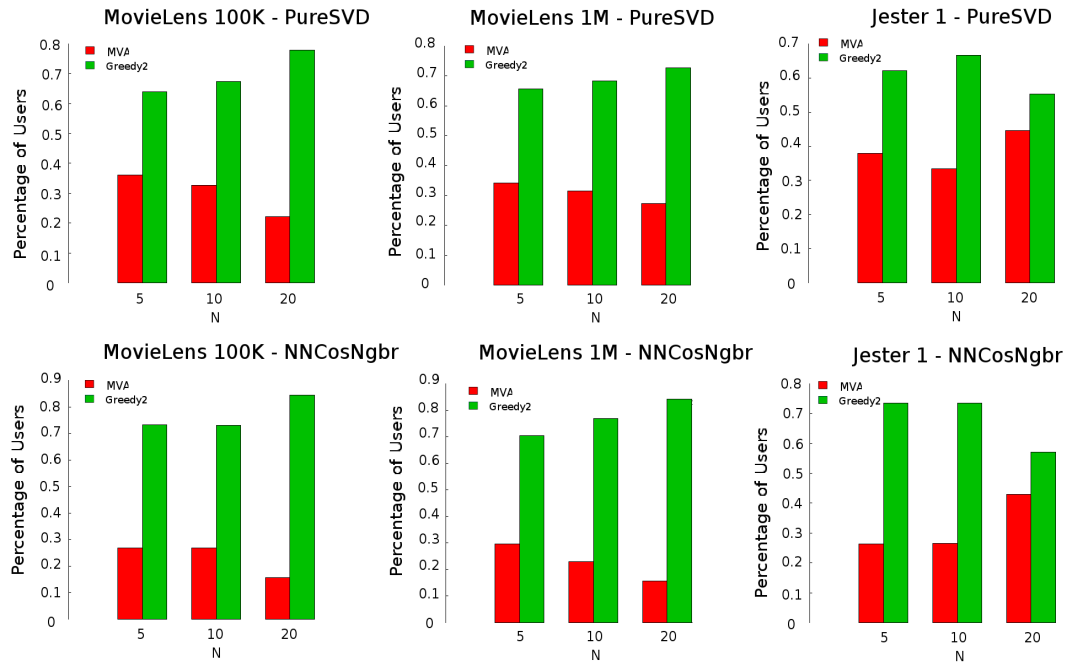 MovieLens 100K - PureSVD
0.8
0.7
0.6
0.5
0.4
0.3
0.2
0.1
0
Percentage of Users
MVA
Greedy2
5 10 20
N
MovieLens 1M - PureSVD
0.8
0.7
0.6
0.5
0.4
0.3
0.2
0.1
0
Percentage of Users
MVA
Greedy2
5 10 20
N
Jester 1 - PureSVD
0.7
0.6
0.5
0.4
0.3
0.2
0.1
0
Percentage of Users
MVA
Greedy2
5 10 20
N
MovieLens 100K - NNCosNgbr
0.9
0.8
0.7
0.6
0.5
0.4
0.3
0.2
0.1
0
Percentage of Users
MVA
Greedy2
5 10 20
N
MovieLens 1M - NNCosNgbr
0.9
0.8
0.7
0.6
0.5
0.4
0.3
0.2
0.1
0
Percentage of Users
MVA
Greedy2
5 10 20
N
Jester 1 - NNCosNgbr
0.8
0.7
0.6
0.5
0.4
0.3
0.2
0.1
0
Percentage of Users
MVA
Greedy2
5 10 20
N